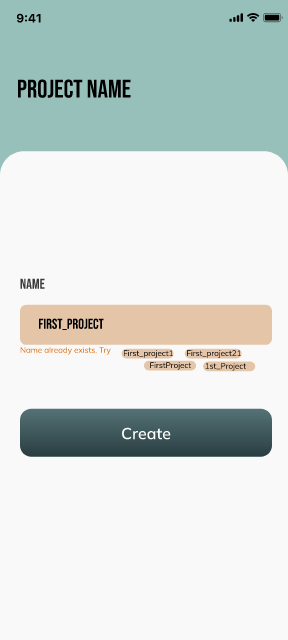 9:41
PROJECT NAME
NAME
FIRST_PROJECT
Name already exists. Try First_project1 First_project21
FirstProject 1st_Project
Create